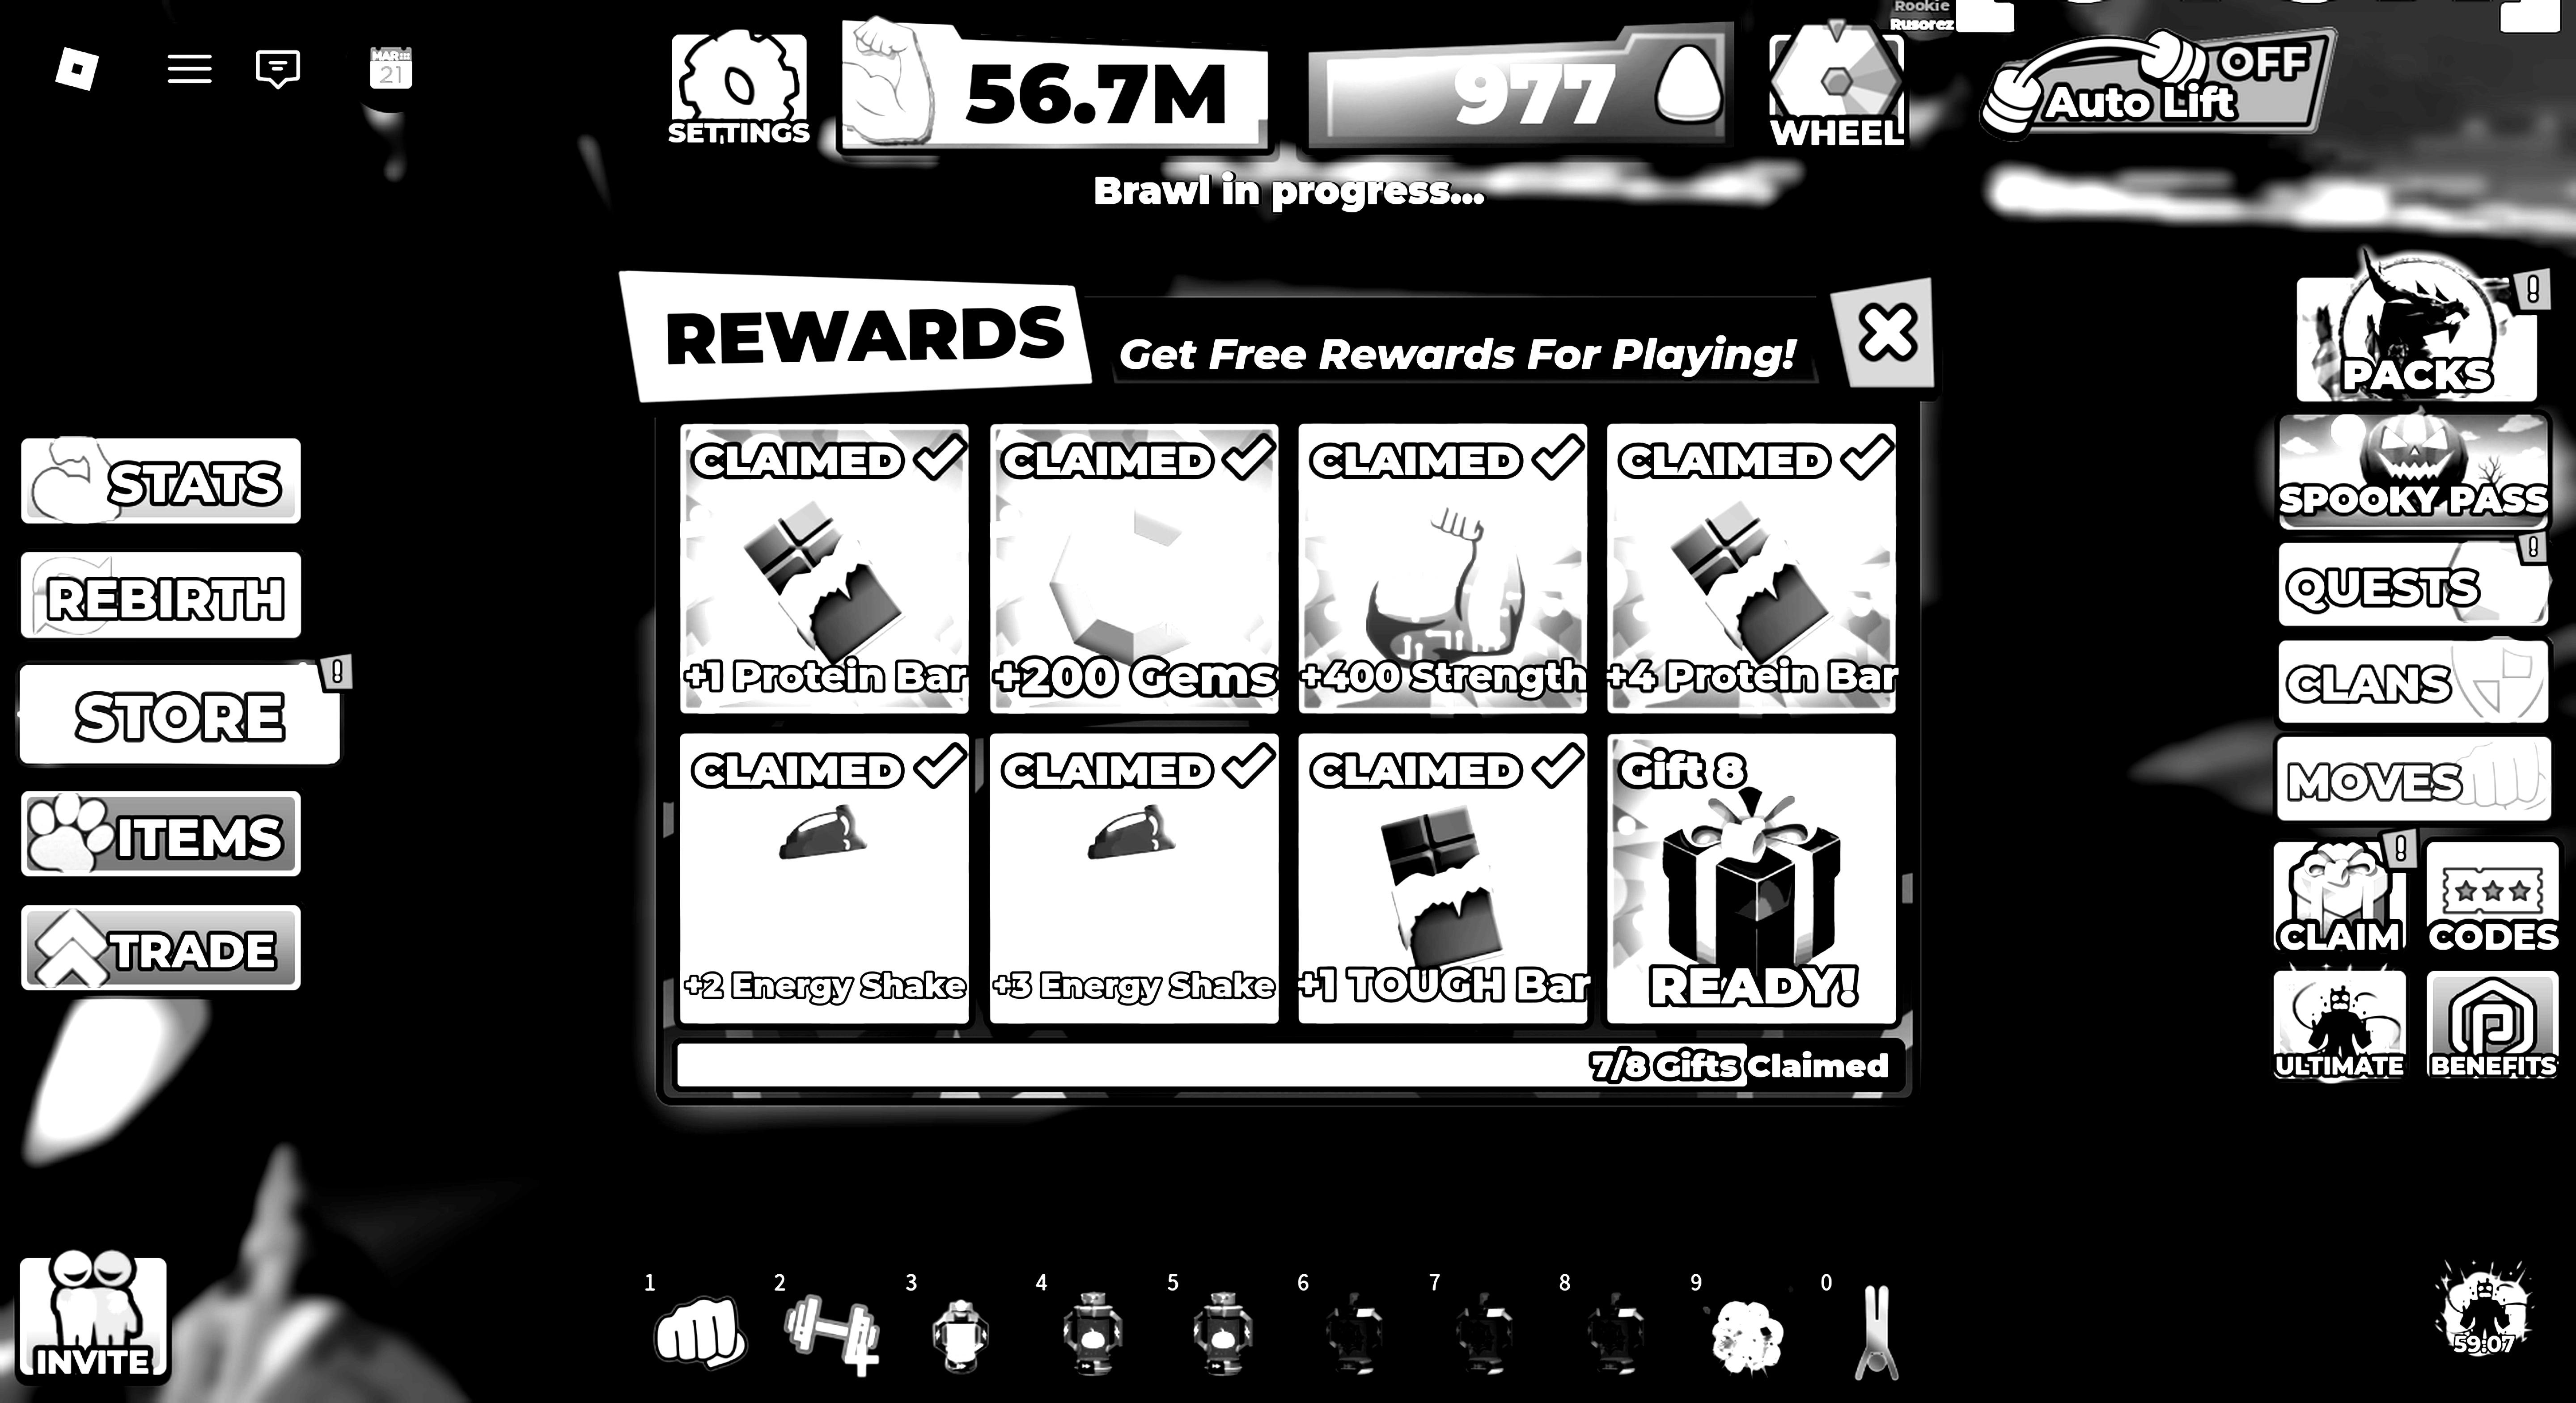 Rookie
Rusorez
MAR
21
SETTINGS
56.7M
977
WHEEL
OFF
Auto Lift
Brawl in progress...
REWARDS
Get Free Rewards For Playing!
STATS
REBIRTH
!
STORE
ITEMS
TRADE
CLAIMED
+1 Protein Bar
CLAIMED
+200 Gems
CLAIMED
+400 Strength
CLAIMED
+4 Protein Bar
CLAIMED
+2 Energy Shake
CLAIMED
+3 Energy Shake
CLAIMED
+1 TOUGH Bar
Gift 8
READY!
7/8 Gifts Claimed
!
PACKS
SPOOKY PASS
!
QUESTS
CLANS
MOVES
!
CLAIM
CODES
ULTIMATE
BENEFITS
INVITE
1 2 3 4 5 6 7 8 9 0
59:07